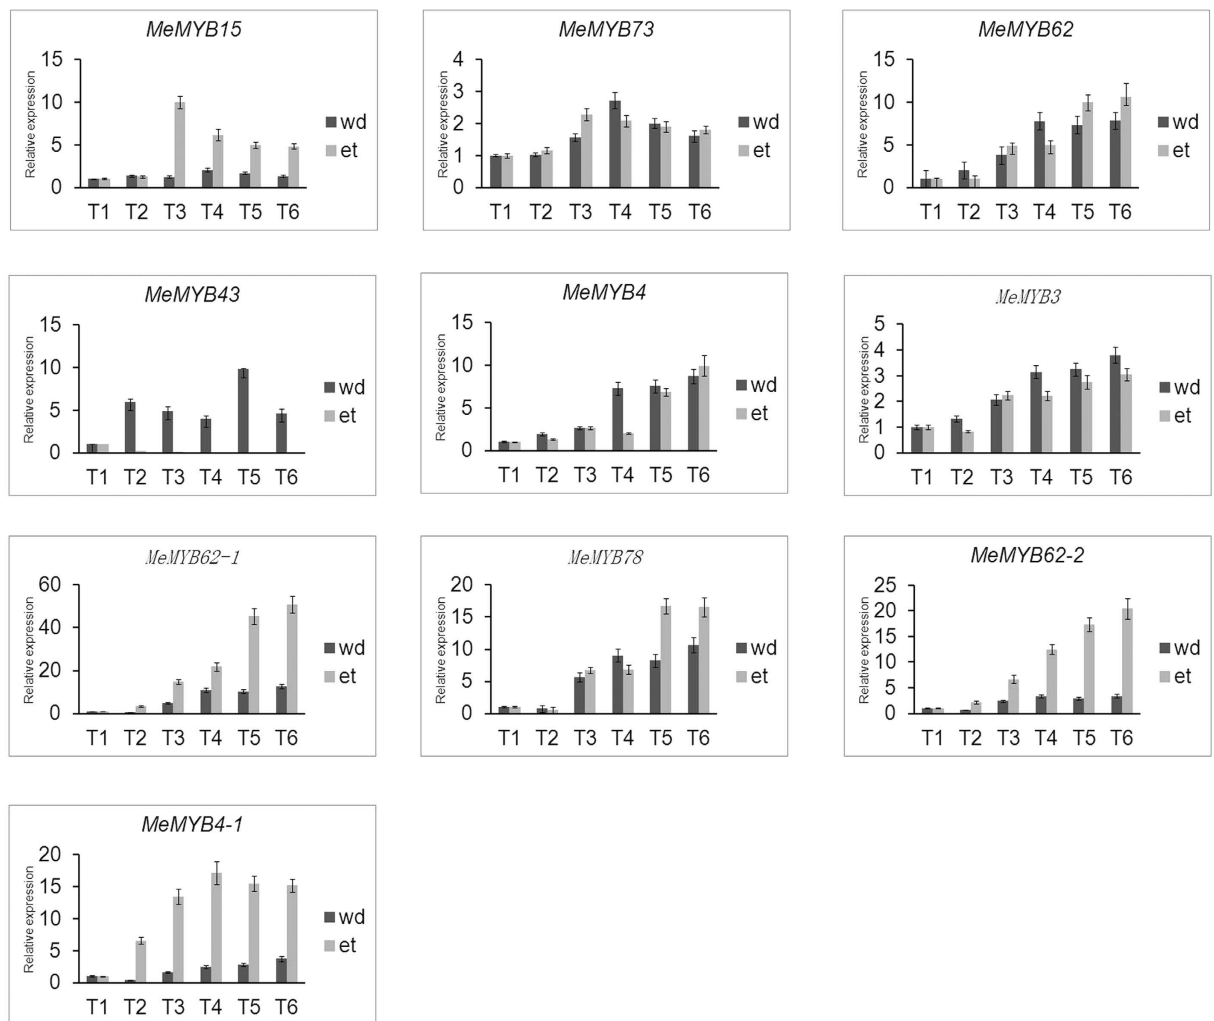 MeMYB15
Relative expression
15
10
5
0
T1 T2 T3 T4 T5 T6
wd
et
MeMYB73
Relative expression
4
3
2
1
0
T1 T2 T3 T4 T5 T6
wd
et
MeMYB62
Relative expression
15
10
5
0
T1 T2 T3 T4 T5 T6
wd
et
MeMYB43
Relative expression
15
10
5
0
T1 T2 T3 T4 T5 T6
wd
et
MeMYB4
Relative expression
15
10
5
0
T1 T2 T3 T4 T5 T6
wd
et
MeMYB3
Relative expression
5
4
3
2
1
0
T1 T2 T3 T4 T5 T6
wd
et
MeMYB62-1
Relative expression
60
40
20
0
T1 T2 T3 T4 T5 T6
wd
et
MeMYB78
Relative expression
20
15
10
5
0
T1 T2 T3 T4 T5 T6
wd
et
MeMYB62-2
Relative expression
25
20
15
10
5
0
T1 T2 T3 T4 T5 T6
wd
et
MeMYB4-1
Relative expression
20
15
10
5
0
T1 T2 T3 T4 T5 T6
wd
et